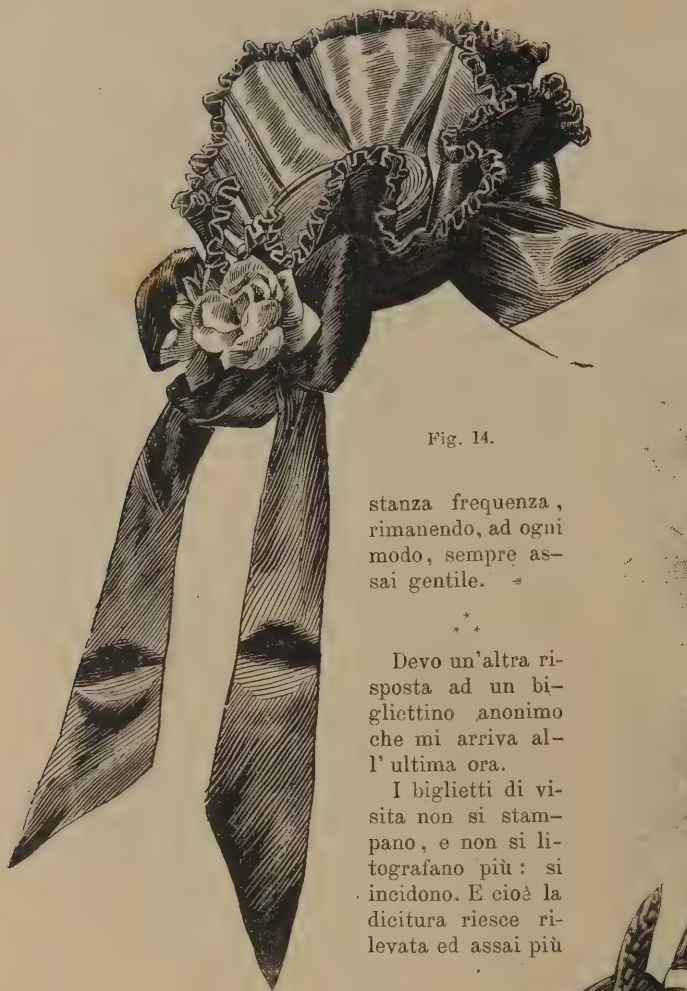 Fig. 14.
stanza frequenza,
rimanendo, ad ogni
modo, sempre as–
sai gentile.
* * *
Devo un'altra ri–
sposta ad un bi–
gliettino anonimo
che mi arriva al–
l'ultima ora.
I biglietti di vi–
sita non si stam–
pano, e non si li–
tografano più: si
incidono. E cioè la
dicitura riesce ri–
levata ed assai più